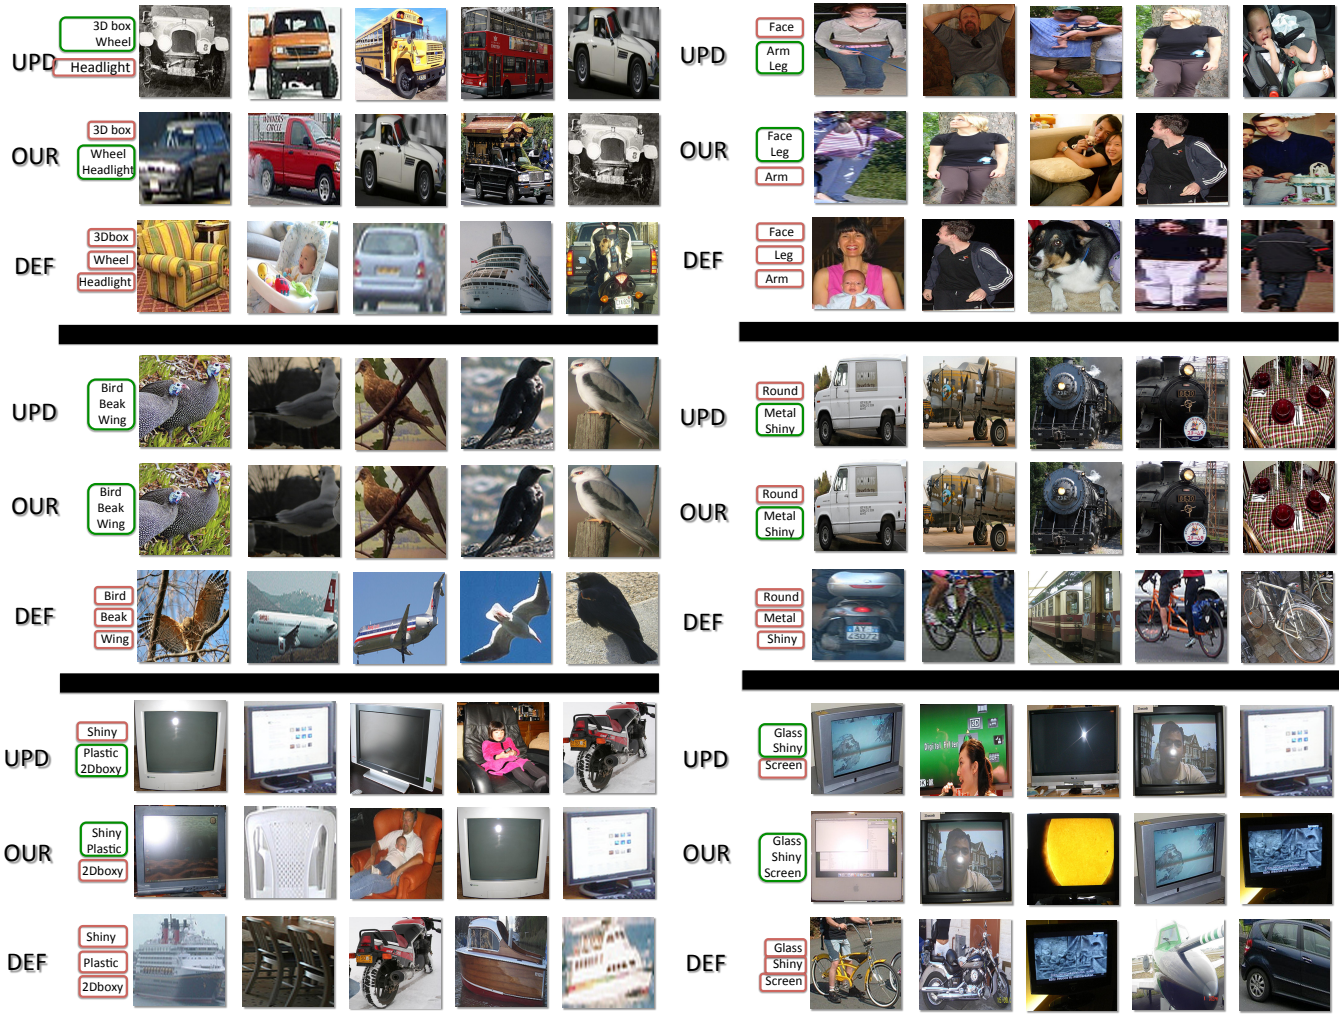 UPD
3D box
Wheel
Headlight
OUR
3D box
Wheel
Headlight
DEF
3Dbox
Wheel
Headlight
UPD
Face
Arm
Leg
OUR
Face
Leg
Arm
DEF
Face
Leg
Arm
UPD
Bird
Beak
Wing
OUR
Bird
Beak
Wing
DEF
Bird
Beak
Wing
UPD
Round
Metal
Shiny
OUR
Round
Metal
Shiny
DEF
Round
Metal
Shiny
UPD
Shiny
Plastic
2Dboxy
OUR
Shiny
Plastic
2Dboxy
DEF
Shiny
Plastic
2Dboxy
UPD
Glass
Shiny
Screen
OUR
Glass
Shiny
Screen
DEF
Glass
Shiny
Screen